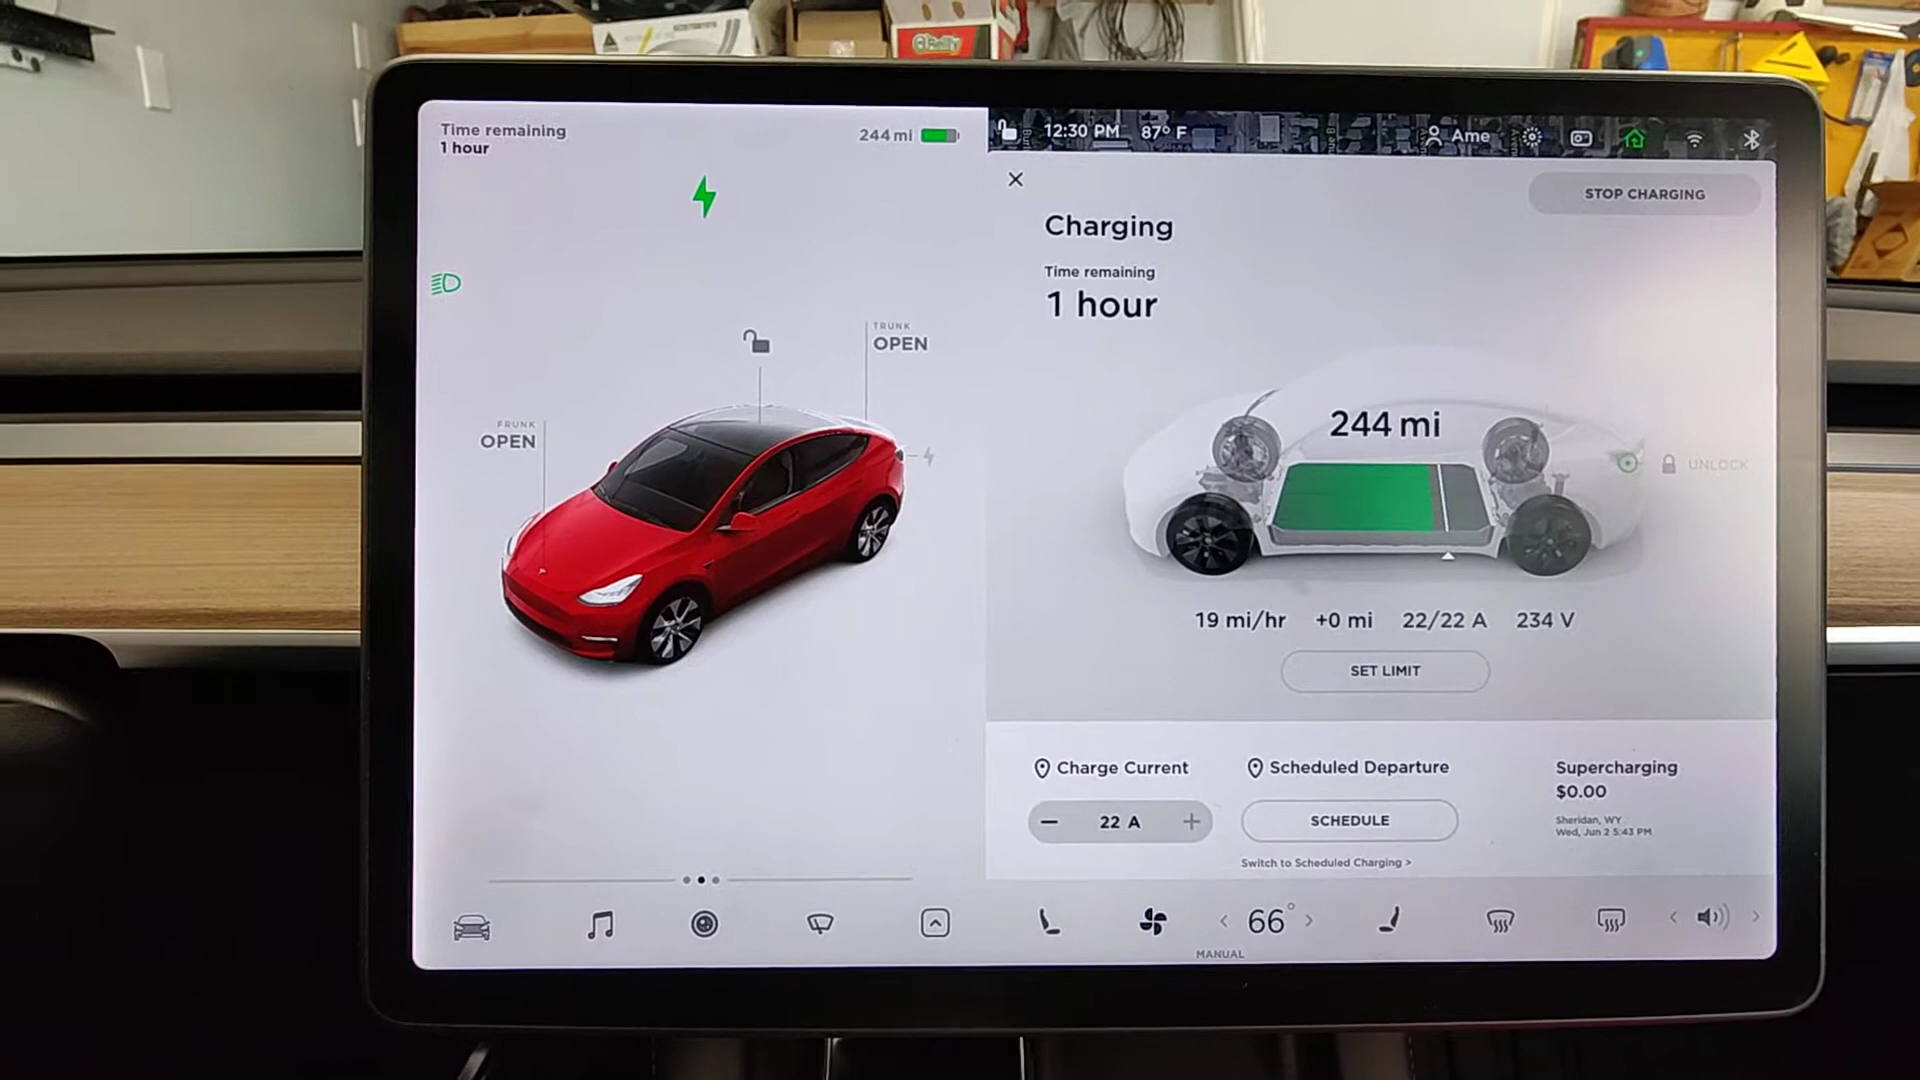 O'Reilly
Time remaining
1 hour
244 mi
12:30 PM
87° F
Ame
STOP CHARGING
Charging
Time remaining
1 hour
TRUNK
OPEN
FRUNK
OPEN
244 mi
UNLOCK
19 mi/hr
+0 mi
22/22 A
234 V
SET LIMIT
Charge Current
22 A
Scheduled Departure
SCHEDULE
Switch to Scheduled Charging >
Supercharging
$0.00
Sheridan, WY
Wed, Jun 2 5:43 PM
66°
MANUAL